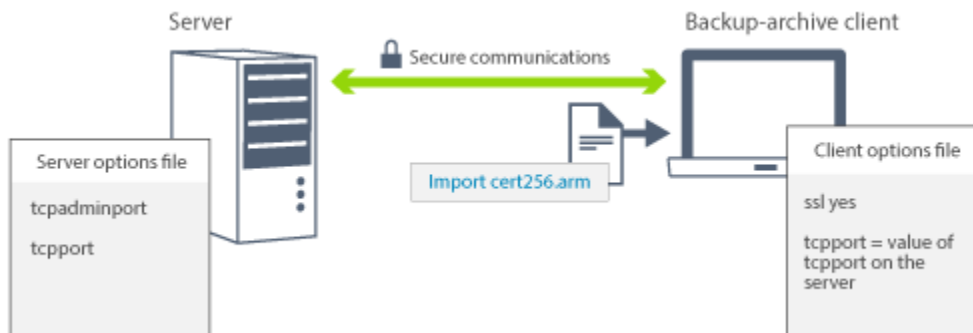 Server
Backup-archive client
Secure communications
Server options file
tcpadminport
tcpport
Import cert256.arm
Client options file
ssl yes
tcpport = value of
tcpport on the
server